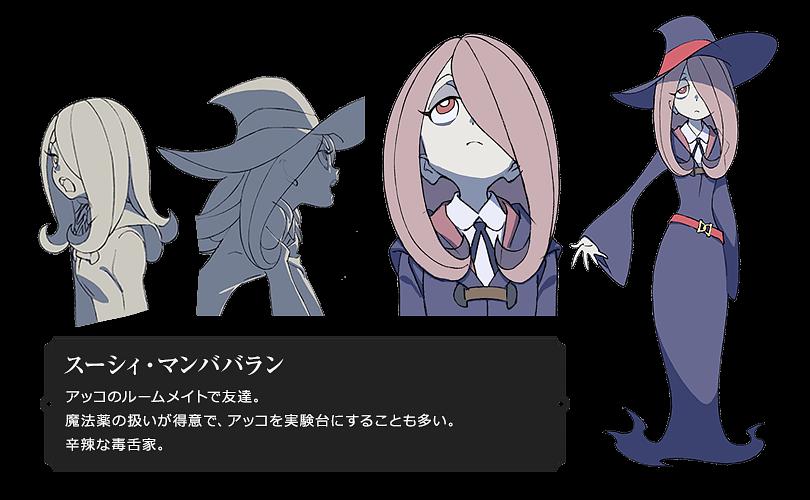 スーシィ・マンババラン
アッコのルームメイトで友達。
魔法薬の扱いが得意で、アッコを実験台にすることも多い。
辛辣な毒舌家。